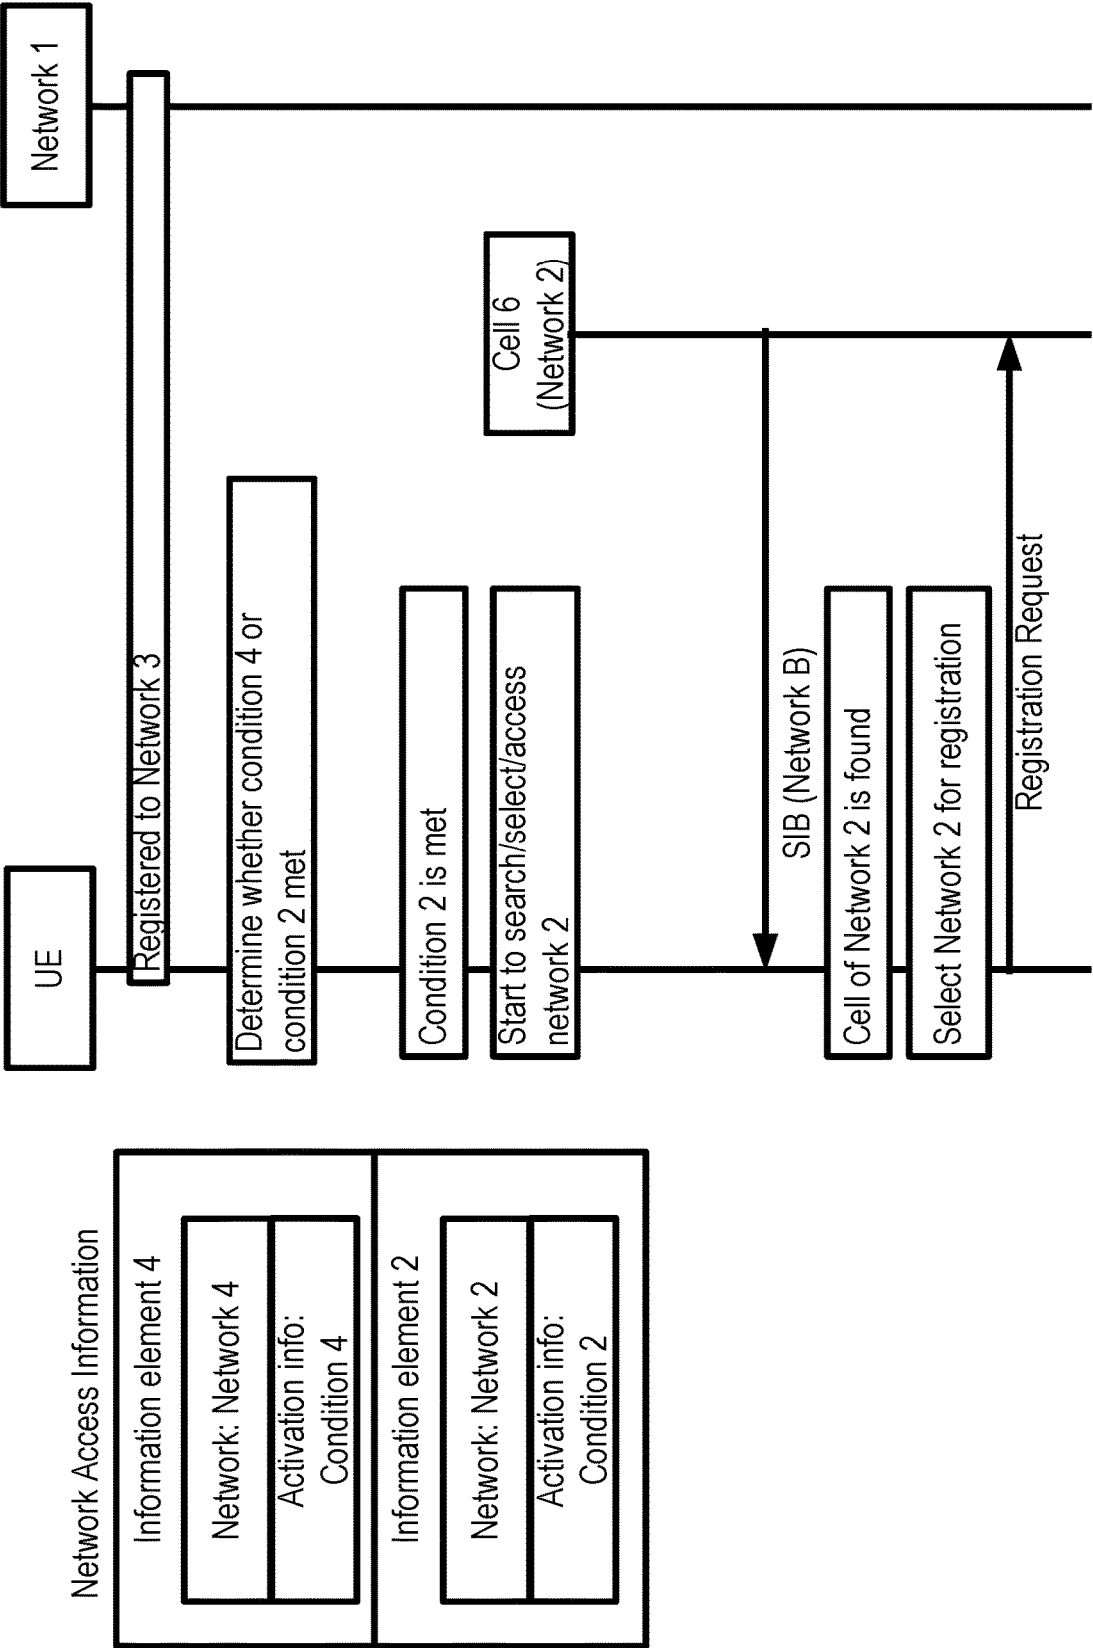 Network Access Information
Information element 4
Network: Network 4
Activation info:
Condition 4
Information element 2
Network: Network 2
Activation info:
Condition 2
UE
Network 1
Registered to Network 3
Determine whether condition 4 or
condition 2 met
Condition 2 is met
Start to search/select/access
network 2
Cell 6
(Network 2)
SIB (Network B)
Cell of Network 2 is found
Select Network 2 for registration
Registration Request